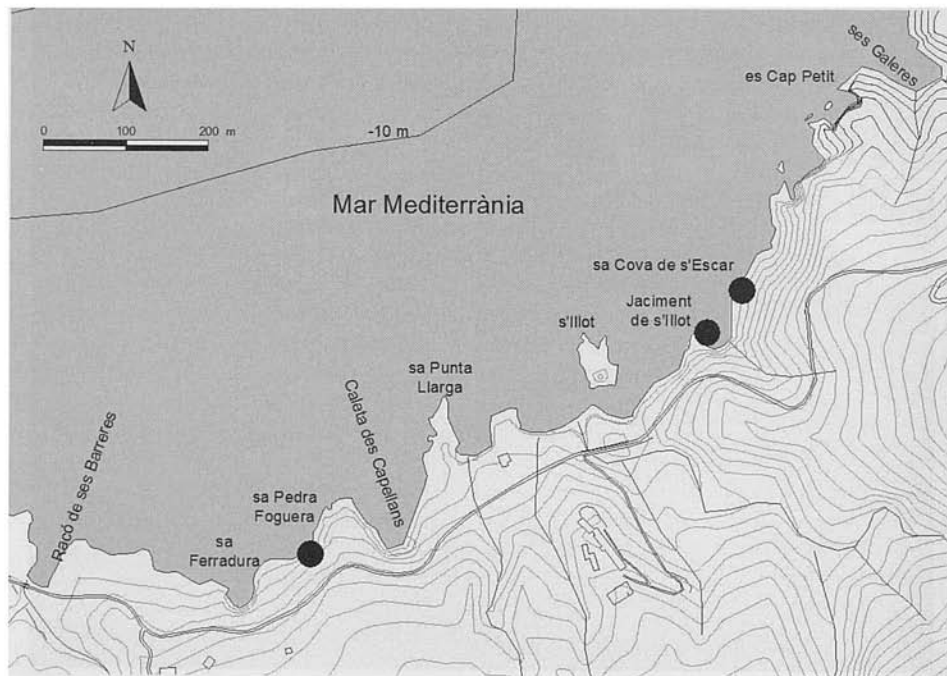 ses Galeres
es Cap Petit
N
0 100 200 m
-10 m
Mar Mediterrània
sa Cova de s'Escar
Jaciment
de s'Illot
s'Illot
sa Punta
Llarga
Caleta des Capellans
Racó de ses Barreres
sa Pedra
Foguera
sa
Ferradura